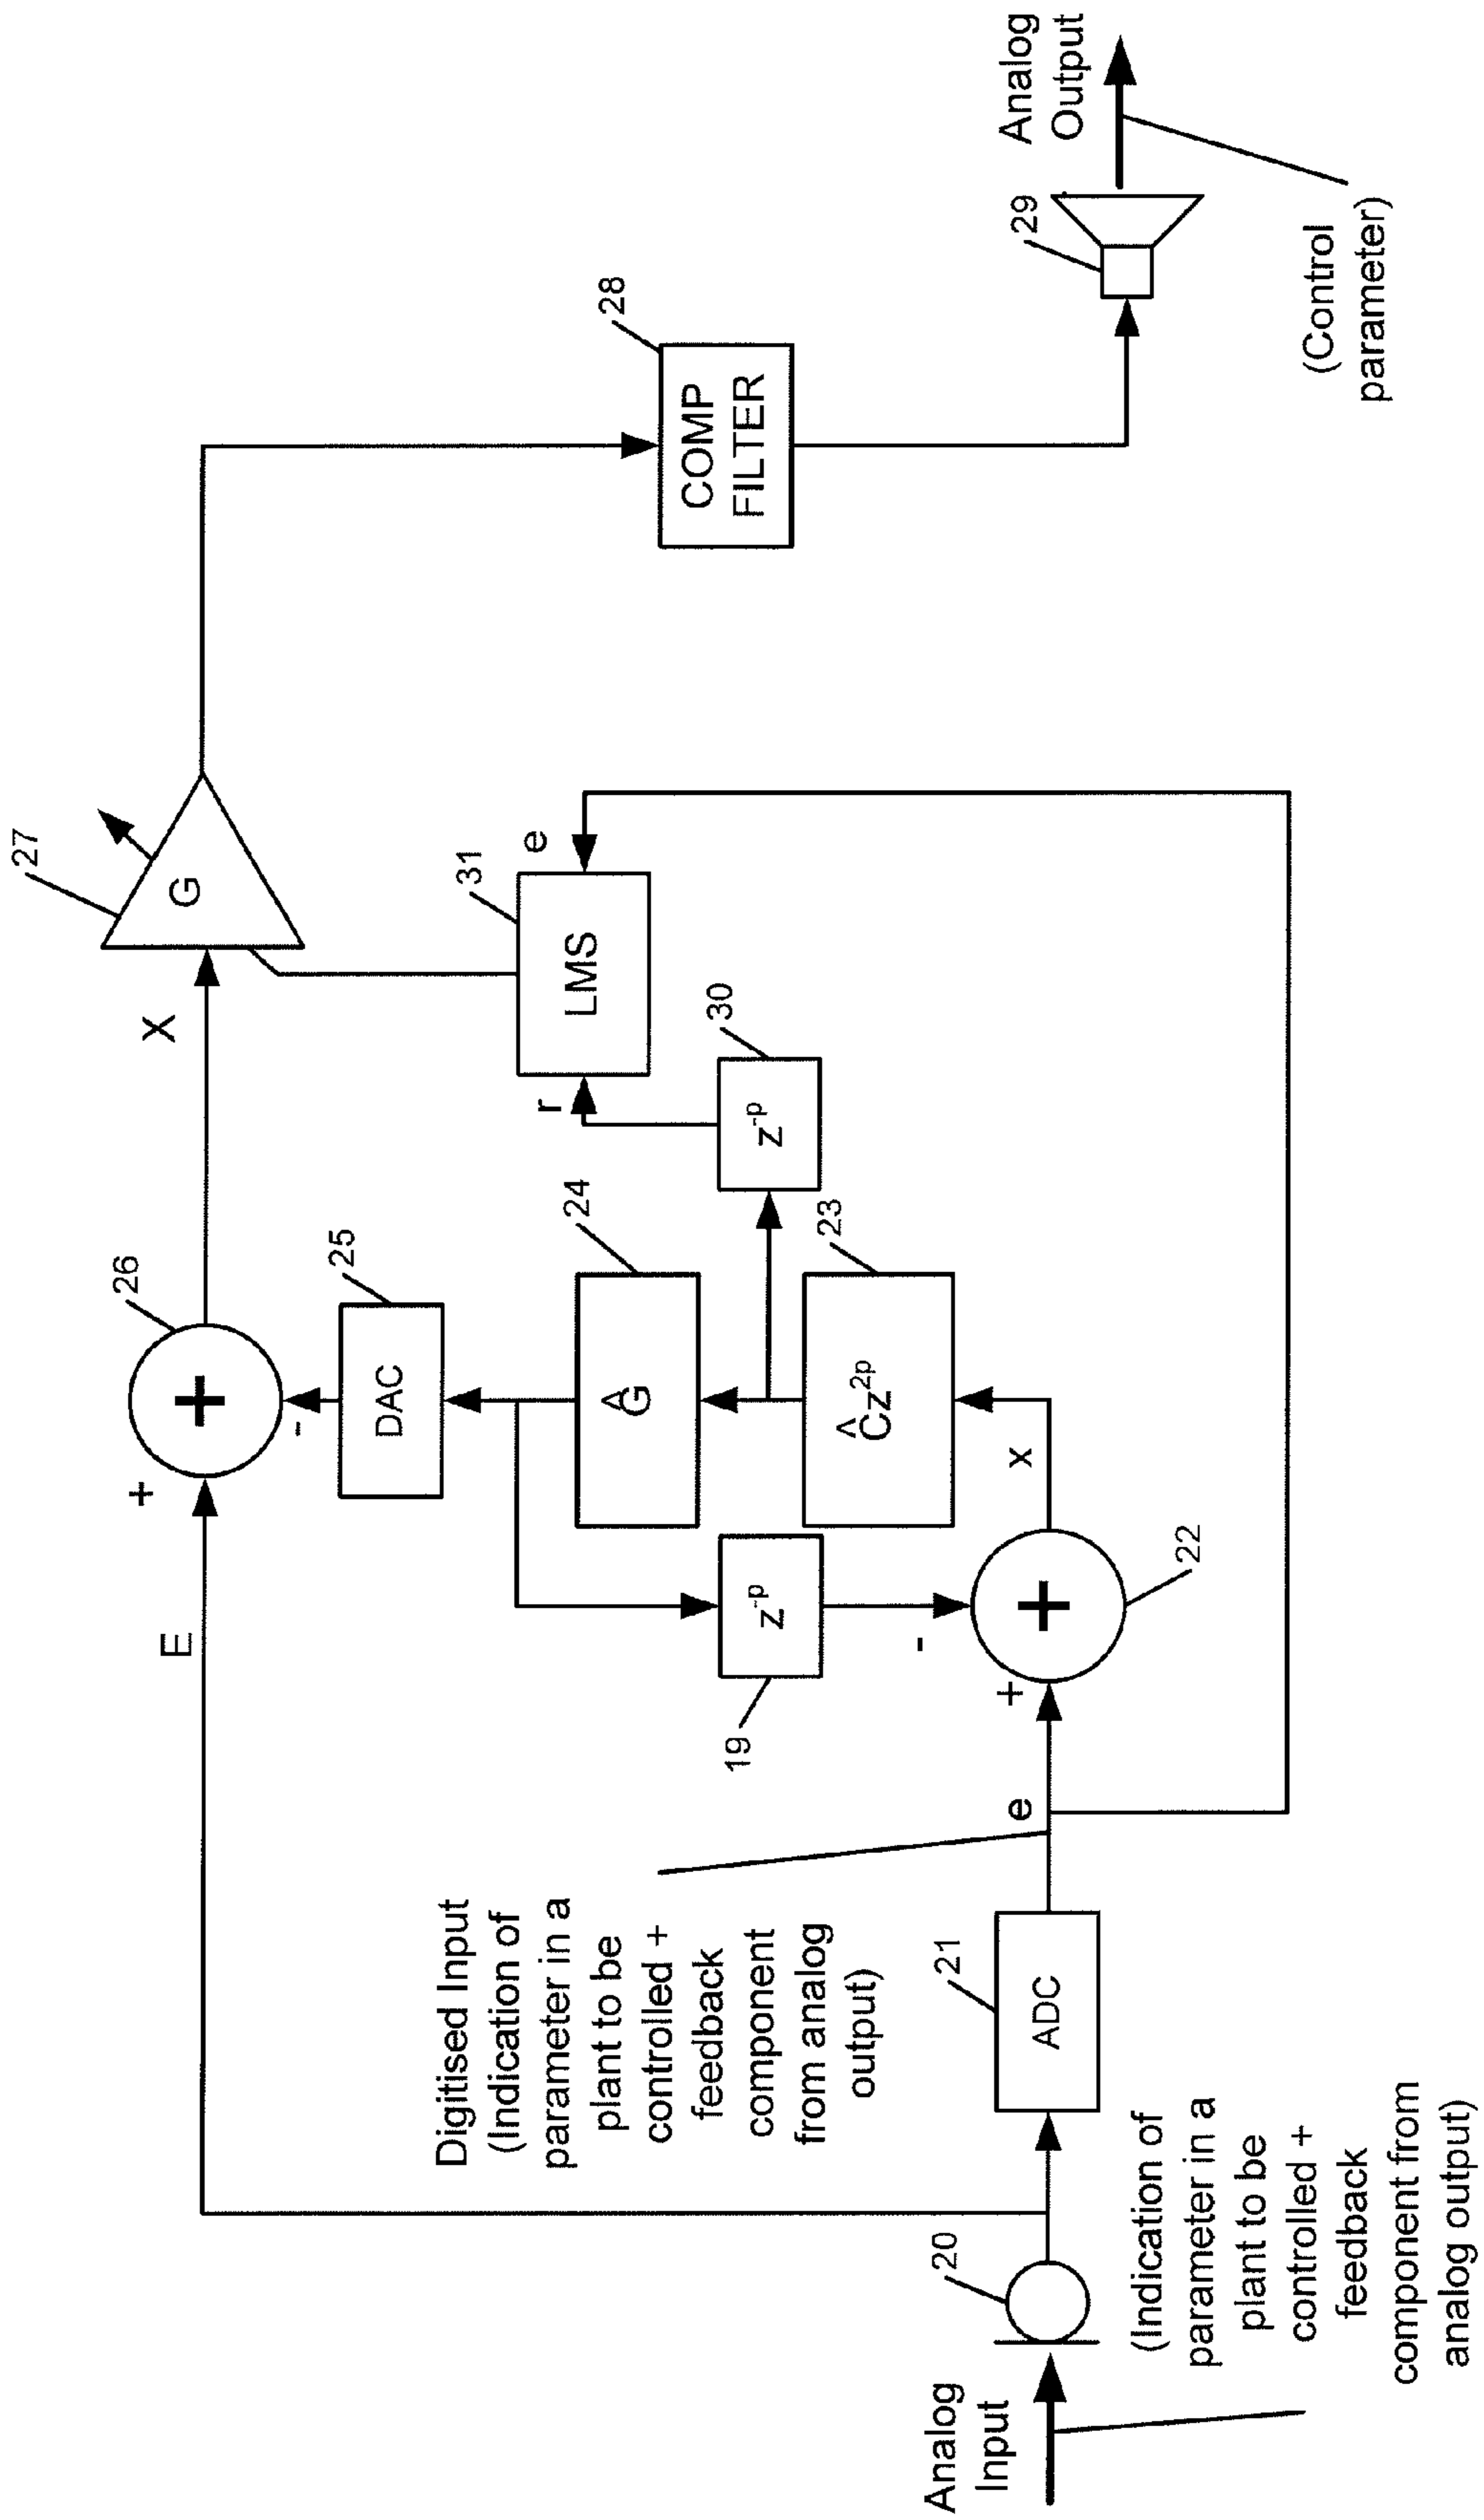 27
G
X
26
+
E
+
-
25
DAC
28
COMP
FILTER
31
LMS
e
r
30
z⁻ᵖ
24
Ĝ
23
Ĉz²ᵖ
x
19
z⁻ᵖ
-
+
22
+
e
Digitised Input
(Indication of
parameter in a
plant to be
controlled +
feedback
component
from analog
output)
21
ADC
20
Analog
Input
(Indication of
parameter in a
plant to be
controlled +
feedback
component from
analog output)
29
Analog
Output
(Control
parameter)